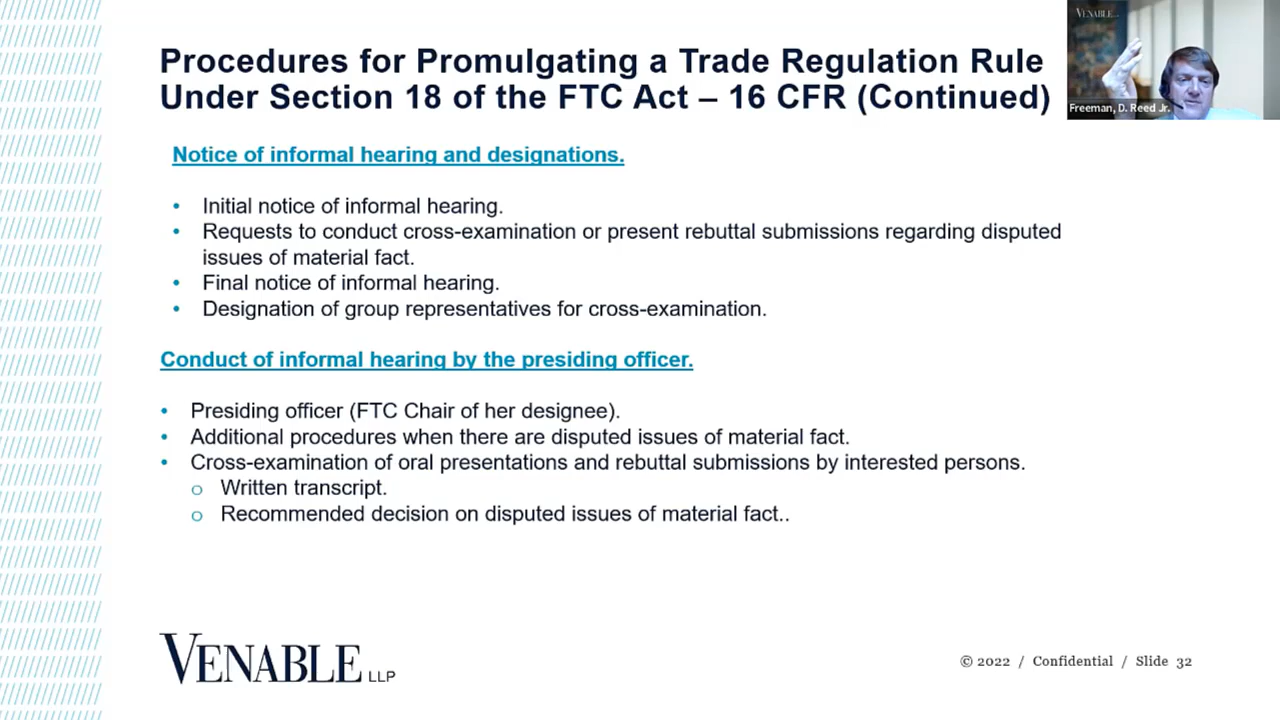 Procedures for Promulgating a Trade Regulation Rule
Under Section 18 of the FTC Act – 16 CFR (Continued)
VENABLE
Freeman, D. Reed Jr.
Notice of informal hearing and designations.
• Initial notice of informal hearing.
• Requests to conduct cross-examination or present rebuttal submissions regarding disputed
issues of material fact.
• Final notice of informal hearing.
• Designation of group representatives for cross-examination.
Conduct of informal hearing by the presiding officer.
• Presiding officer (FTC Chair of her designee).
• Additional procedures when there are disputed issues of material fact.
• Cross-examination of oral presentations and rebuttal submissions by interested persons.
o Written transcript.
o Recommended decision on disputed issues of material fact..
VENABLE LLP
© 2022 / Confidential / Slide 32